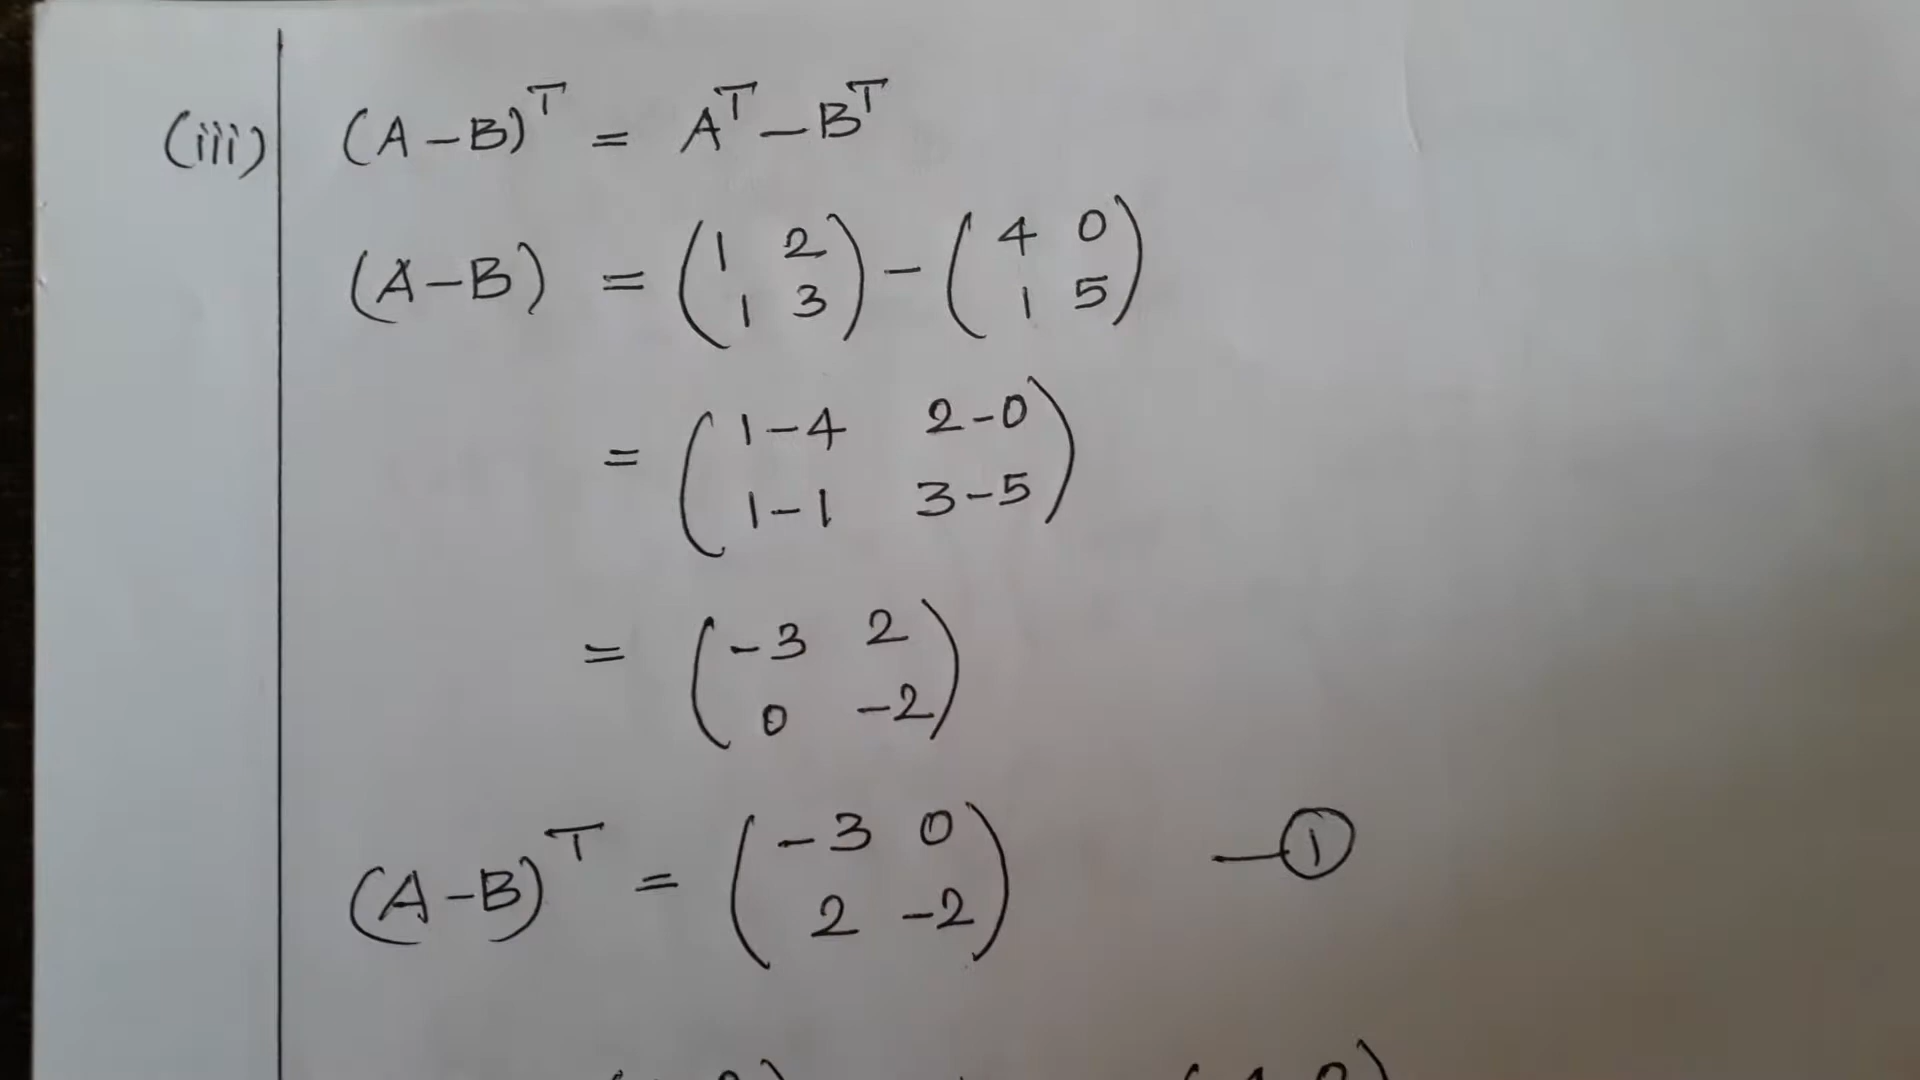 (iii) (A-B)ᵀ = Aᵀ - Bᵀ
(A-B) = (1 2
1 3) - (4 0
1 5)
= (1-4 2-0
1-1 3-5)
= (-3 2
0 -2)
(A-B)ᵀ = (-3 0
2 -2) —①